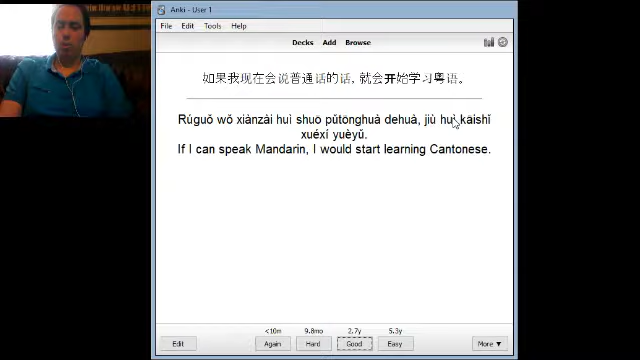 Anki - User 1
File Edit Tools Help
Decks Add Browse
如果我现在会说普通话的话, 就会开始学习粤语。
Rúguǒ wǒ xiànzài huì shuō pǔtōnghuà dehuà, jiù huì kāishǐ
xuéxí yuèyǔ.
If I can speak Mandarin, I would start learning Cantonese.
<10m 9.8mo 2.7y 5.3y
Edit Again Hard Good Easy More ▼